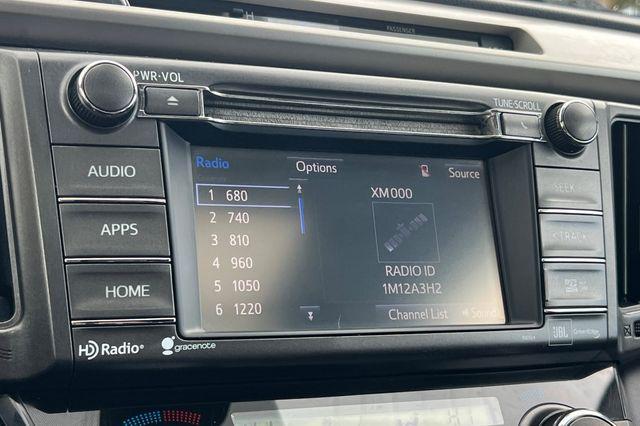 PASSENGER
PWR·VOL
TUNE·SCROLL
AUDIO
APPS
HOME
Radio
Options
Source
1 680
2 740
3 810
4 960
5 1050
6 1220
XM000
RADIO ID
1M12A3H2
Channel List
Sound
SEEK
TRACK
HD Radio®
gracenote
JBL
GreenEdge